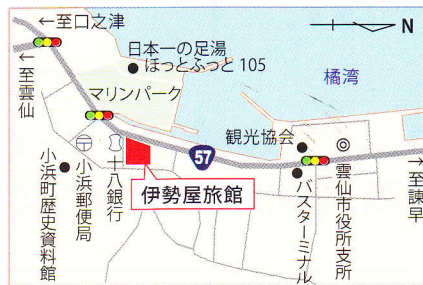 ←至口之津
N
日本一の足湯
ほっとふっと105
橘湾
←至雲仙
マリンパーク
観光協会
57
伊勢屋旅館
小浜町歴史資料館
小浜郵便局
十八銀行
バスターミナル
雲仙市役所支所
→至諫早